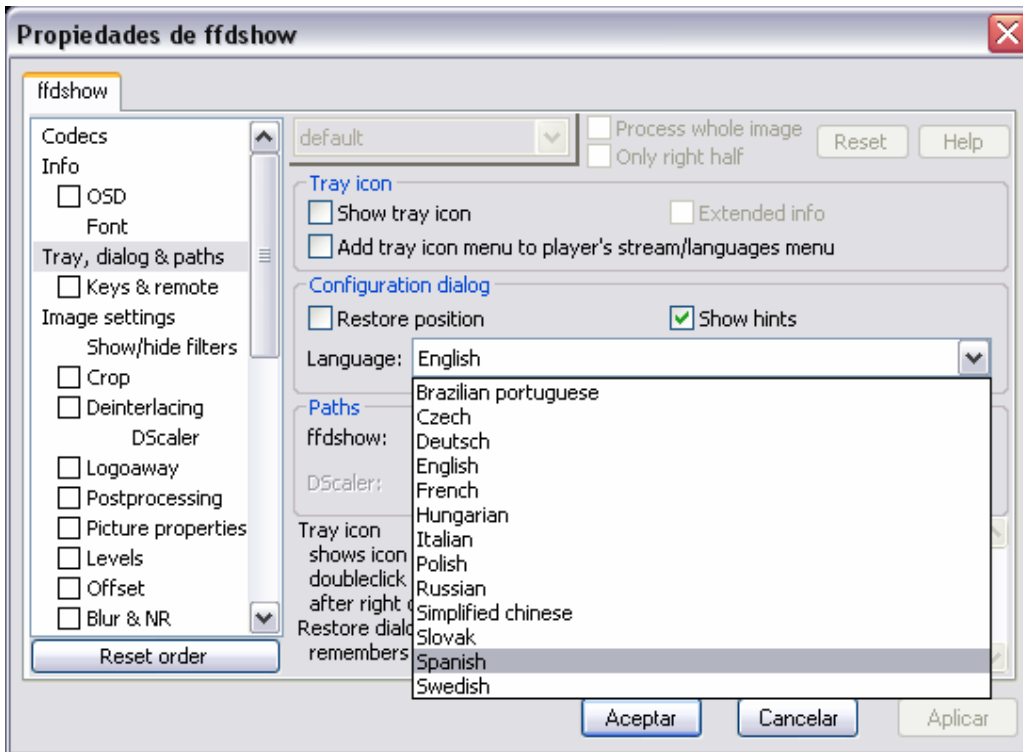 Propiedades de ffdshow
ffdshow
Codecs
Info
OSD
Font
Tray, dialog & paths
Keys & remote
Image settings
Show/hide filters
Crop
Deinterlacing
DScaler
Logoaway
Postprocessing
Picture properties
Levels
Offset
Blur & NR
Reset order
default
Process whole image
Only right half
Reset
Help
Tray icon
Show tray icon
Extended info
Add tray icon menu to player's stream/languages menu
Configuration dialog
Restore position
Show hints
Language: English
Brazilian portuguese
Czech
Deutsch
English
French
Hungarian
Italian
Polish
Russian
Simplified chinese
Slovak
Spanish
Swedish
Paths
ffdshow:
DScaler:
Tray icon
shows icon
doubleclick
after right
Restore
remembers
Aceptar
Cancelar
Aplicar